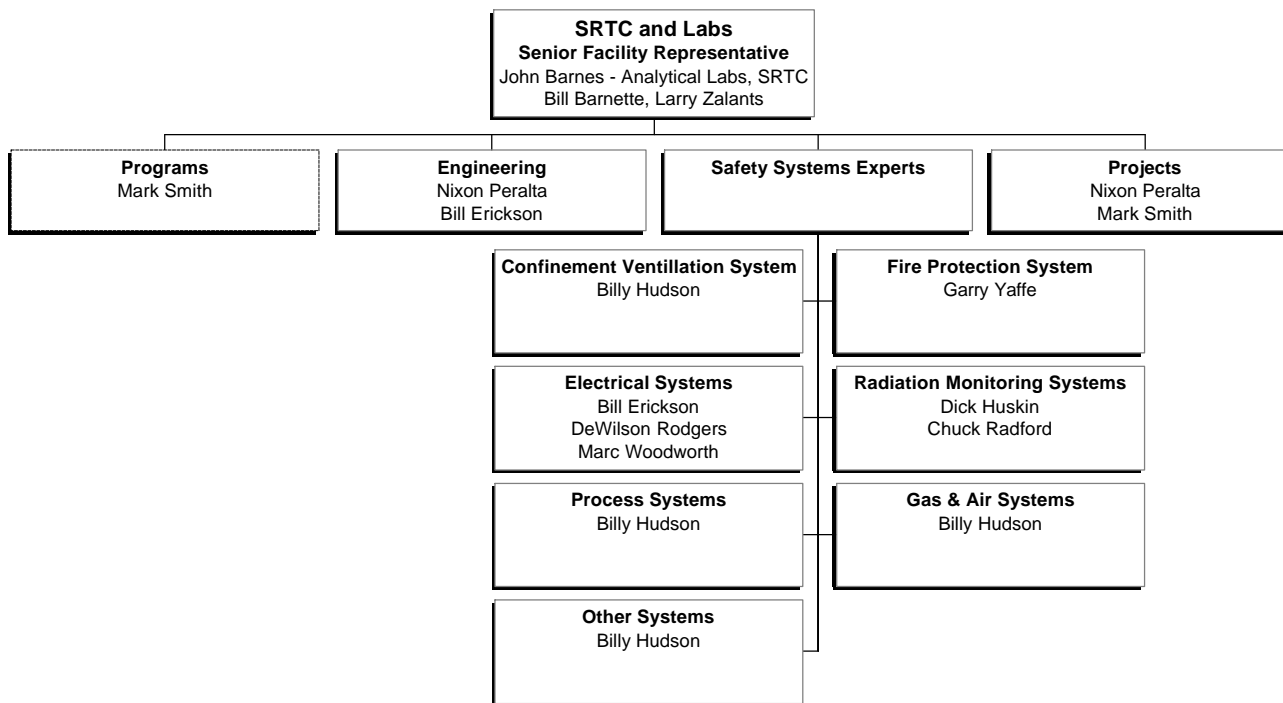 SRTC and Labs
Senior Facility Representative
John Barnes - Analytical Labs, SRTC
Bill Barnette, Larry Zalants
Programs
Mark Smith
Engineering
Nixon Peralta
Bill Erickson
Safety Systems Experts
Projects
Nixon Peralta
Mark Smith
Confinement Ventillation System
Billy Hudson
Fire Protection System
Garry Yaffe
Electrical Systems
Bill Erickson
DeWilson Rodgers
Marc Woodworth
Radiation Monitoring Systems
Dick Huskin
Chuck Radford
Process Systems
Billy Hudson
Gas & Air Systems
Billy Hudson
Other Systems
Billy Hudson